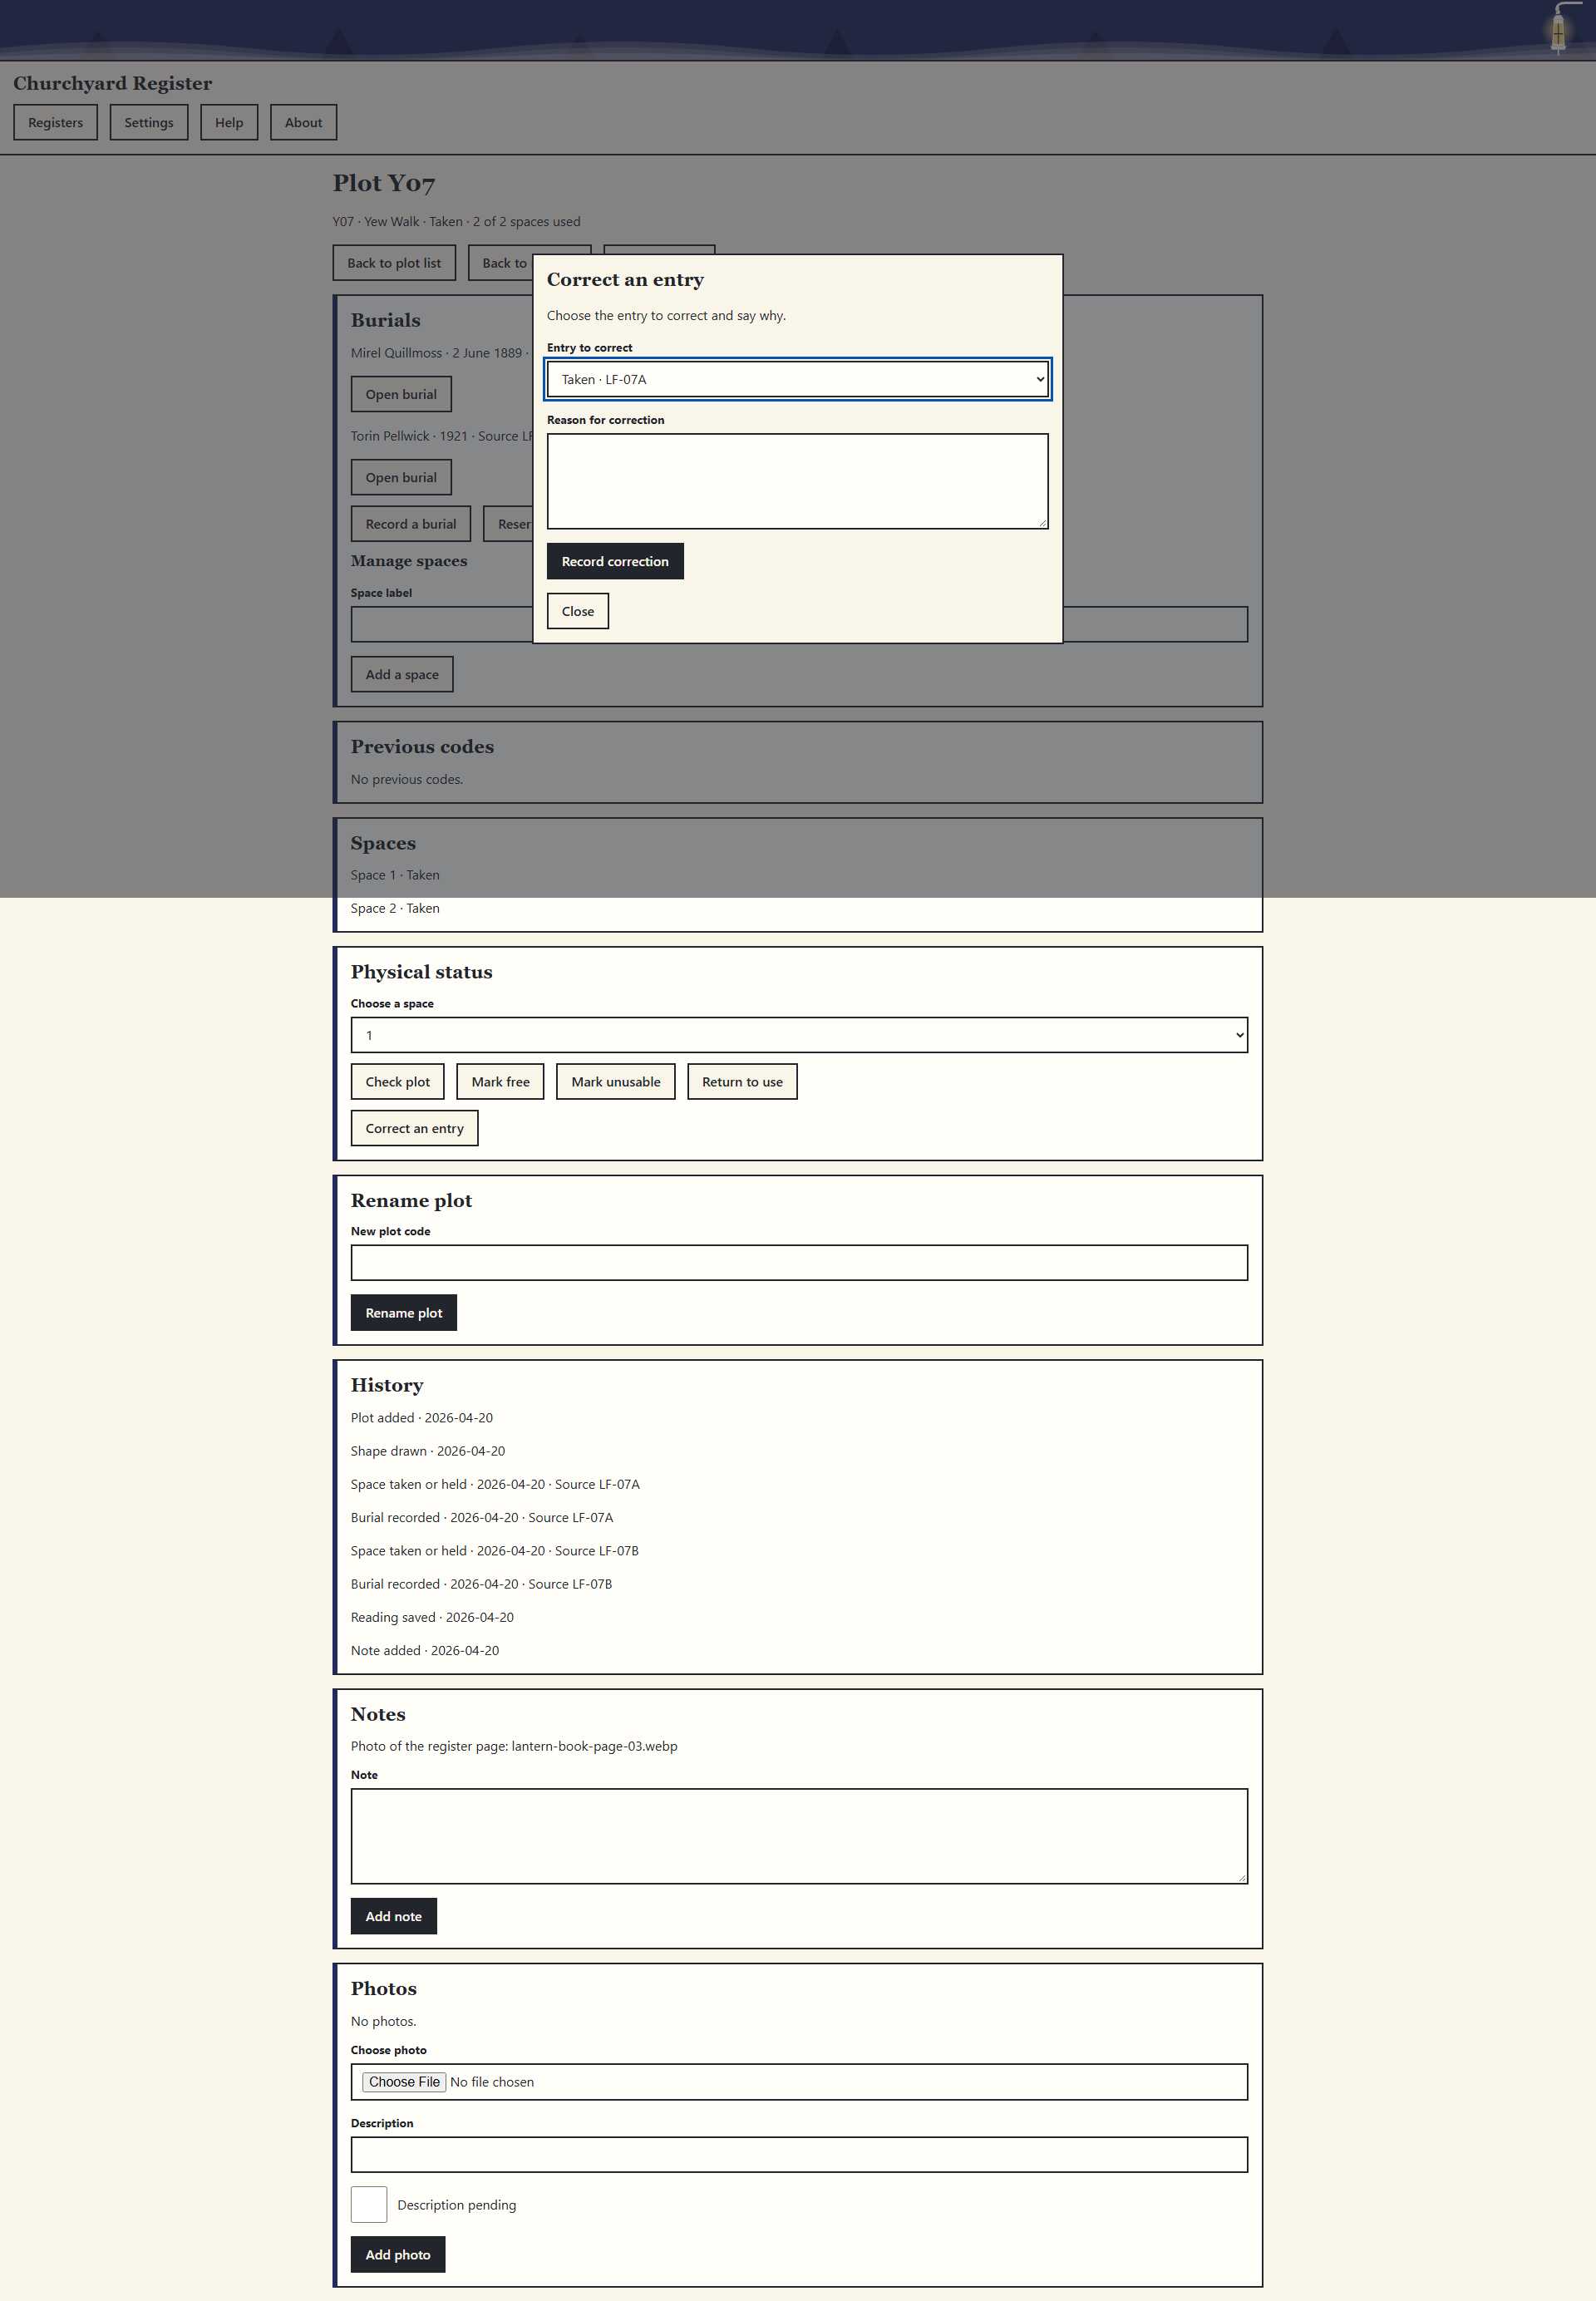 Churchyard Register
Registers Settings Help About
Plot Y07
Y07 · Yew Walk · Taken · 2 of 2 spaces used
Back to plot list Back to
Correct an entry
Choose the entry to correct and say why.
Entry to correct
Taken · LF-07A
Reason for correction
Record correction
Close
Burials
Mirel Quillmoss · 2 June 1889 ·
Open burial
Torin Pellwick · 1921 · Source LF
Open burial
Record a burial Reser
Manage spaces
Space label
Add a space
Previous codes
No previous codes.
Spaces
Space 1 · Taken
Space 2 · Taken
Physical status
Choose a space
1
Check plot Mark free Mark unusable Return to use
Correct an entry
Rename plot
New plot code
Rename plot
History
Plot added · 2026-04-20
Shape drawn · 2026-04-20
Space taken or held · 2026-04-20 · Source LF-07A
Burial recorded · 2026-04-20 · Source LF-07A
Space taken or held · 2026-04-20 · Source LF-07B
Burial recorded · 2026-04-20 · Source LF-07B
Reading saved · 2026-04-20
Note added · 2026-04-20
Notes
Photo of the register page: lantern-book-page-03.webp
Note
Add note
Photos
No photos.
Choose photo
Choose File No file chosen
Description
Description pending
Add photo